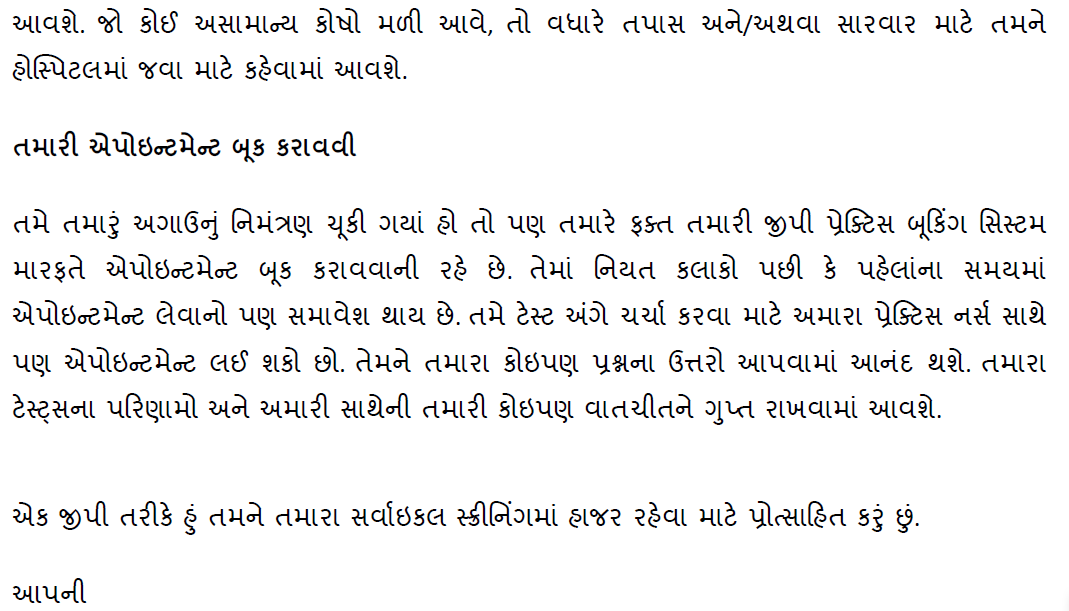 આવશે. જો કોઈ અસામાન્ય કોષો મળી આવે, તો વધારે તપાસ અને/અથવા સારવાર માટે તમને
હોસ્પિટલમાં જવા માટે કહેવામાં આવશે.
તમારી એપોઇન્ટમેન્ટ બૂક કરાવવી
તમે તમારું અગાઉનું નિમંત્રણ ચૂકી ગયાં હો તો પણ તમારે ફક્ત તમારી જીપી પ્રેક્ટિસ બૂકિંગ સિસ્ટમ
મારફતે એપોઇન્ટમેન્ટ બૂક કરાવવાની રહે છે. તેમાં નિયત કલાકો પછી કે પહેલાંના સમયમાં
એપોઇન્ટમેન્ટ લેવાનો પણ સમાવેશ થાય છે. તમે ટેસ્ટ અંગે ચર્ચા કરવા માટે અમારા પ્રેક્ટિસ નર્સ સાથે
પણ એપોઇન્ટમેન્ટ લઈ શકો છો. તેમને તમારા કોઇપણ પ્રશ્નના ઉત્તરો આપવામાં આનંદ થશે. તમારા
ટેસ્ટ્સના પરિણામો અને અમારી સાથેની તમારી કોઇપણ વાતચીતને ગુપ્ત રાખવામાં આવશે.
એક જીપી તરીકે હું તમને તમારા સર્વાઇકલ સ્ક્રીનિંગમાં હાજર રહેવા માટે પ્રોત્સાહિત કરું છું.
આપની